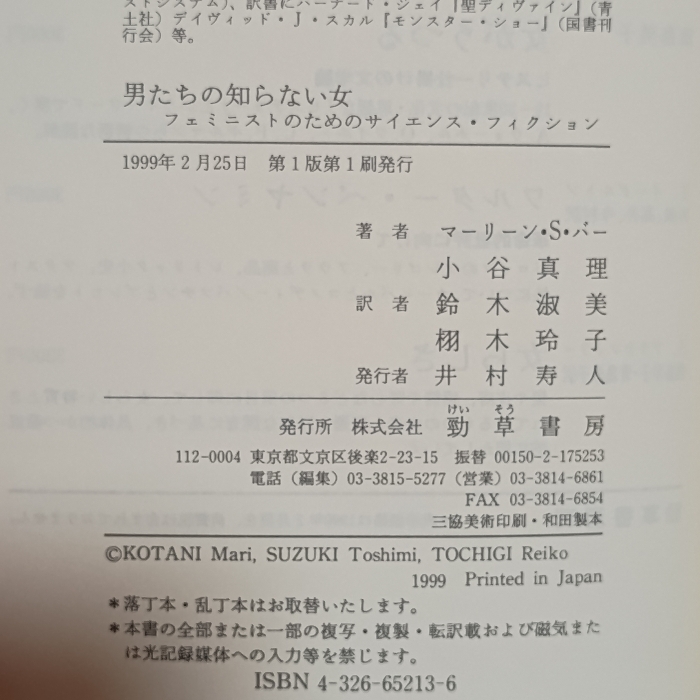 ストシステム)、訳書にバーナード・ジェイ『聖ディヴァイン』(青
土社)デイヴィッド・J・スカル『モンスター・ショー』(国書刊
行会)等。
男たちの知らない女
フェミニストのためのサイエンス・フィクション
1999年2月25日 第1版第1刷発行
著者 マーリーン・S・バー
小谷真理
訳者 鈴木淑美
栩木玲子
発行者 井村寿人
けい そう
発行所 株式会社 勁草書房
112-0004 東京都文京区後楽2-23-15 振替 00150-2-175253
電話(編集)03-3815-5277(営業)03-3814-6861
FAX 03-3814-6854
三協美術印刷・和田製本
©KOTANI Mari, SUZUKI Toshimi, TOCHIGI Reiko
1999 Printed in Japan
*落丁本・乱丁本はお取替いたします。
*本書の全部または一部の複写・複製・転訳載および磁気また
は光記録媒体への入力等を禁じます。
ISBN 4-326-65213-6